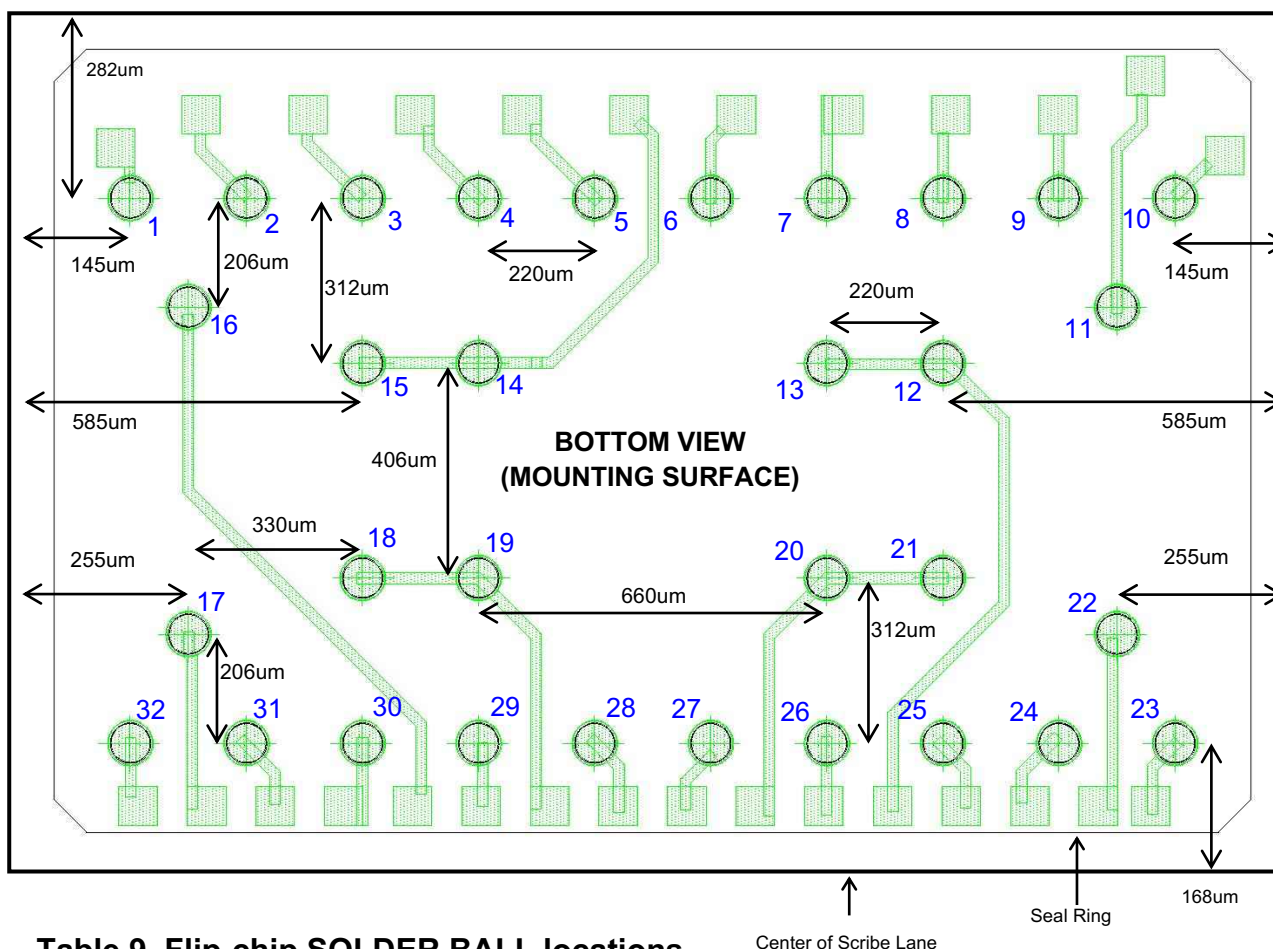 282um
1
2
3
4
5
6
7
8
9
10
145um
206um
312um
220um
145um
220um
16
11
15
14
13
12
585um
585um
406um
BOTTOM VIEW
(MOUNTING SURFACE)
330um
18
19
20
21
255um
255um
17
660um
22
312um
206um
32
31
30
29
28
27
26
25
24
23
168um
Seal Ring
Center of Scribe Lane
Table 9. Flip-chip SOLDER BALL locations